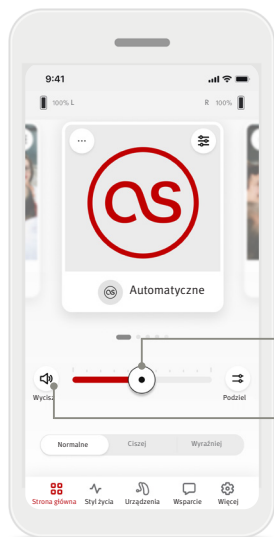 9:41
100% L
R 100%
Automatyczne
Wycisz
Podziel
Normalne
Ciszej
Wyraźniej
Strona główna
Styl życia
Urządzenia
Wsparcie
Więcej